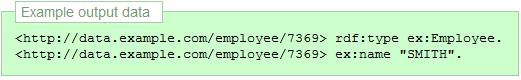 Example output data
<http://data.example.com/employee/7369> rdf:type ex:Employee.
<http://data.example.com/employee/7369> ex:name "SMITH".